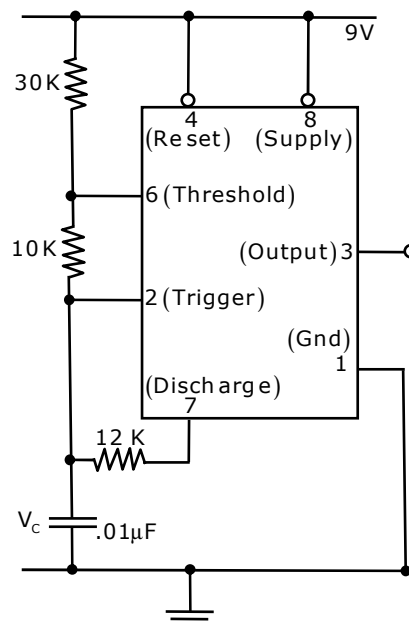 9V
30K
4
8
(Reset)
(Supply)
6 (Threshold)
10K
(Output) 3
2 (Trigger)
(Gnd)
1
(Discharge)
7
12 K
VC
.01μF